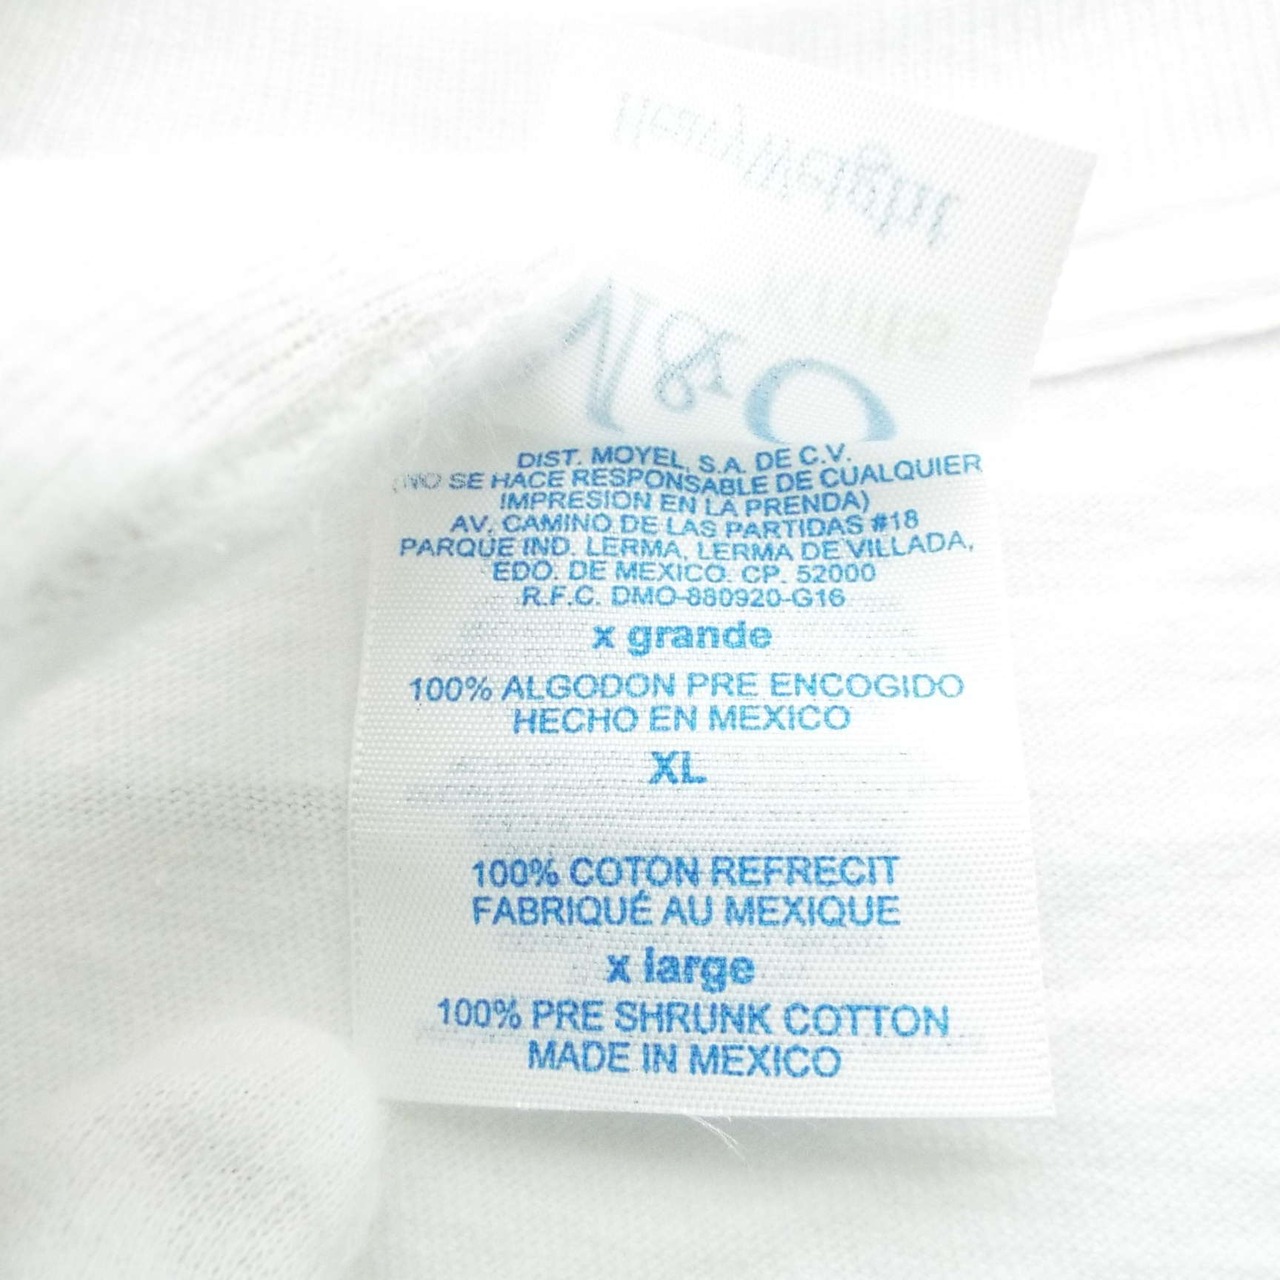 Heavyweight
DIST. MOYEL, S.A. DE C.V.
(NO SE HACE RESPONSABLE DE CUALQUIER
IMPRESION EN LA PRENDA)
AV. CAMINO DE LAS PARTIDAS #18
PARQUE IND. LERMA, LERMA DE VILLADA,
EDO. DE MEXICO. CP. 52000
R.F.C. DMO-880920-G16
x grande
100% ALGODON PRE ENCOGIDO
HECHO EN MEXICO
XL
100% COTON REFRECIT
FABRIQUÉ AU MEXIQUE
x large
100% PRE SHRUNK COTTON
MADE IN MEXICO